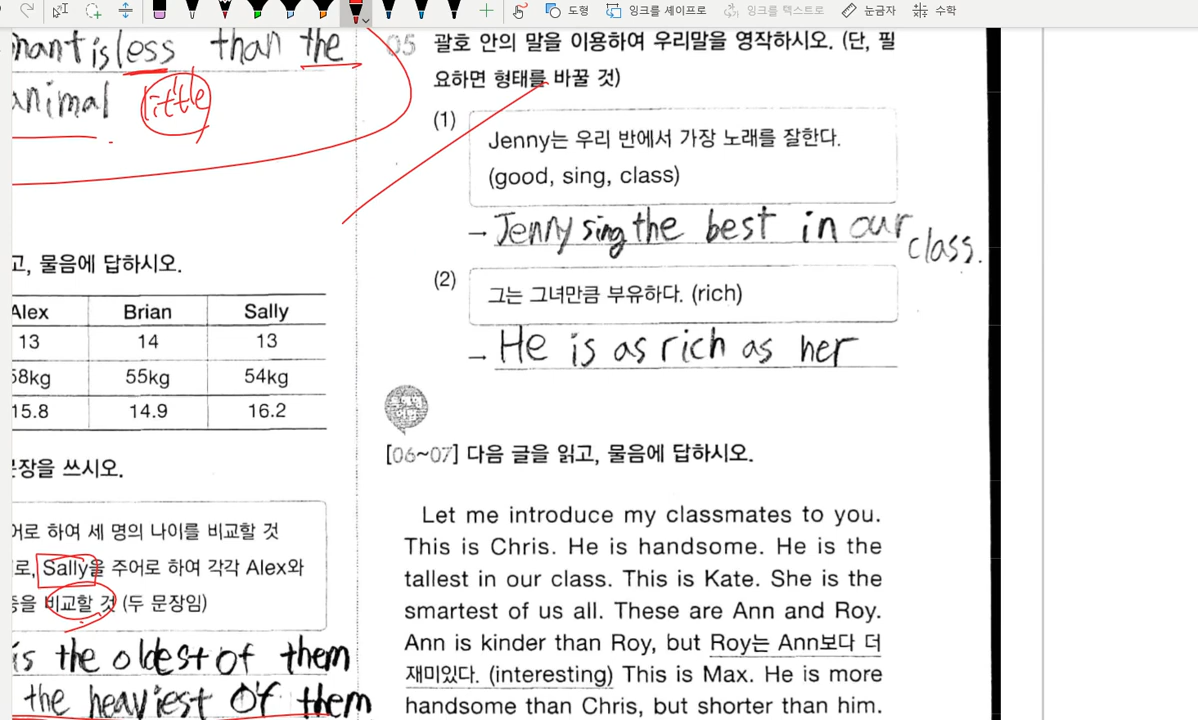 도형 잉크를 셰이프로 잉크를 텍스트로 눈금자 수학
is less than the
animal little
고, 물음에 답하시오.
Alex Brian Sally
13 14 13
58kg 55kg 54kg
15.8 14.9 16.2
문장을 쓰시오.
어로 하여 세 명의 나이를 비교할 것
로, Sally을 주어로 하여 각각 Alex와
비교할 것 (두 문장임)
is the oldest of them
the heaviest of them
05 괄호 안의 말을 이용하여 우리말을 영작하시오. (단, 필
요하면 형태를 바꿀 것)
(1)
Jenny는 우리 반에서 가장 노래를 잘한다.
(good, sing, class)
→ Jenny sing the best in our
class.
(2)
그는 그녀만큼 부유하다. (rich)
→ He is as rich as her
[06~07] 다음 글을 읽고, 물음에 답하시오.
Let me introduce my classmates to you.
This is Chris. He is handsome. He is the
tallest in our class. This is Kate. She is the
smartest of us all. These are Ann and Roy.
Ann is kinder than Roy, but Roy는 Ann보다 더
재미있다. (interesting) This is Max. He is more
handsome than Chris, but shorter than him.